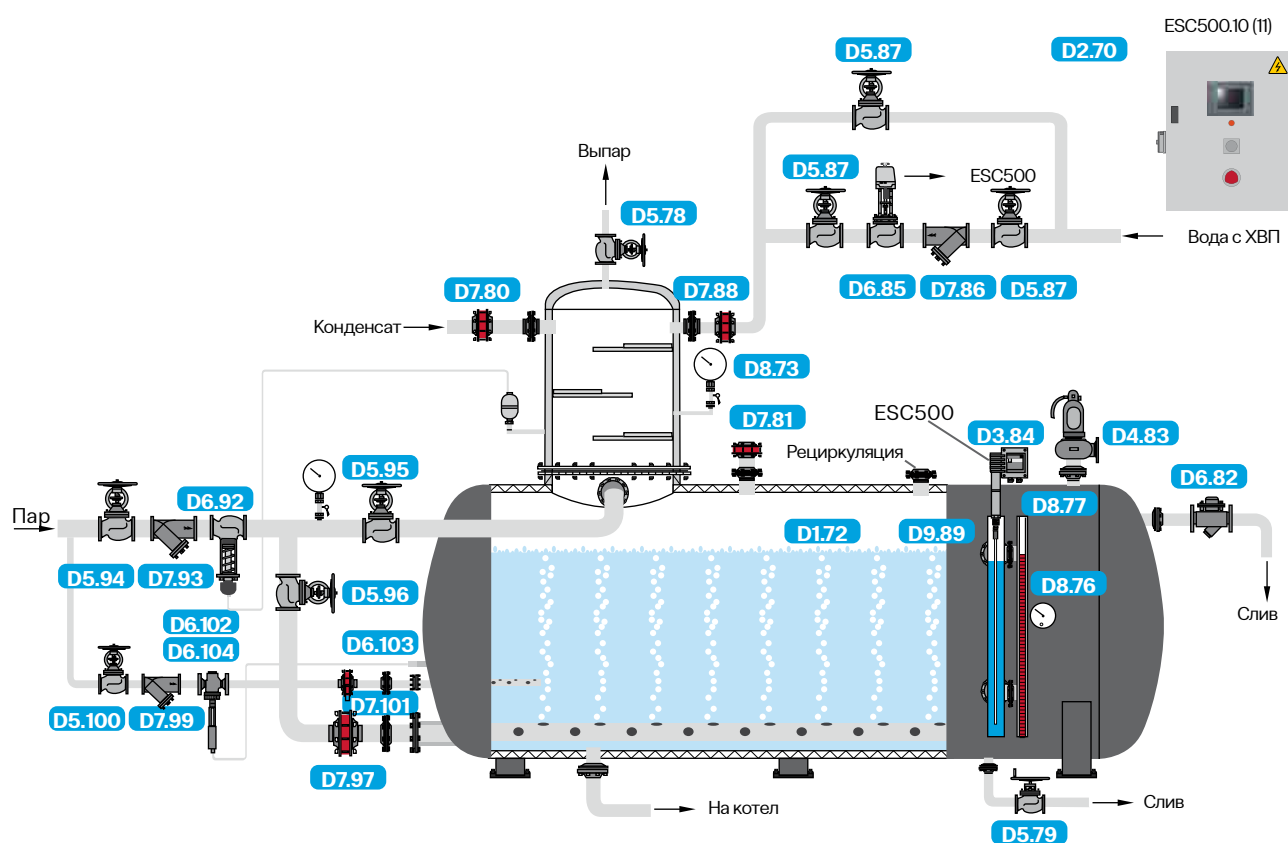 ESC500.10 (11)
D5.87
D2.70
Выпар
D5.87
ESC500
D5.78
Вода с ХВП
D7.80
D7.88
D6.85
D7.86
D5.87
Конденсат
D8.73
D7.81
ESC500
D3.84
D4.83
Рециркуляция
D5.95
D6.92
D6.82
Пар
D8.77
D1.72
D9.89
D5.94
D7.93
D5.96
D8.76
Слив
D6.102
D6.104
D6.103
D7.101
D5.100
D7.99
D7.97
На котел
Слив
D5.79